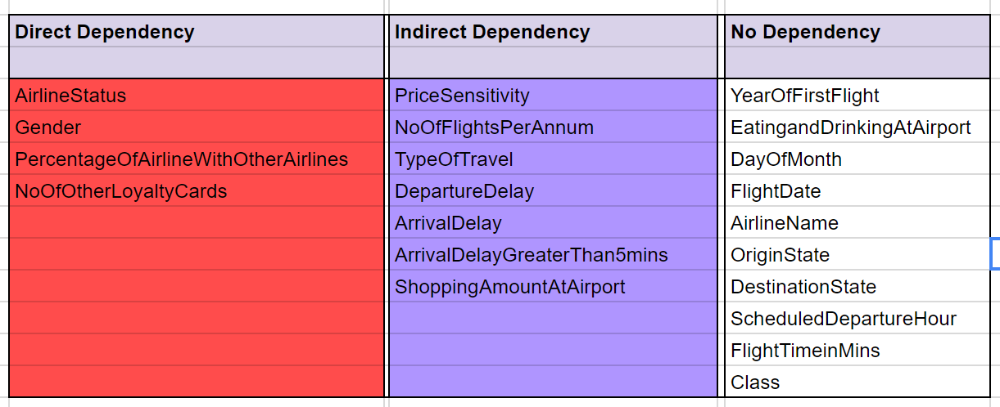 Direct Dependency
Indirect Dependency
No Dependency
AirlineStatus
PriceSensitivity
YearOfFirstFlight
Gender
NoOfFlightsPerAnnum
EatingandDrinkingAtAirport
PercentageOfAirlineWithOtherAirlines
TypeOfTravel
DayOfMonth
NoOfOtherLoyaltyCards
DepartureDelay
FlightDate
ArrivalDelay
AirlineName
ArrivalDelayGreaterThan5mins
OriginState
ShoppingAmountAtAirport
DestinationState
ScheduledDepartureHour
FlightTimeinMins
Class